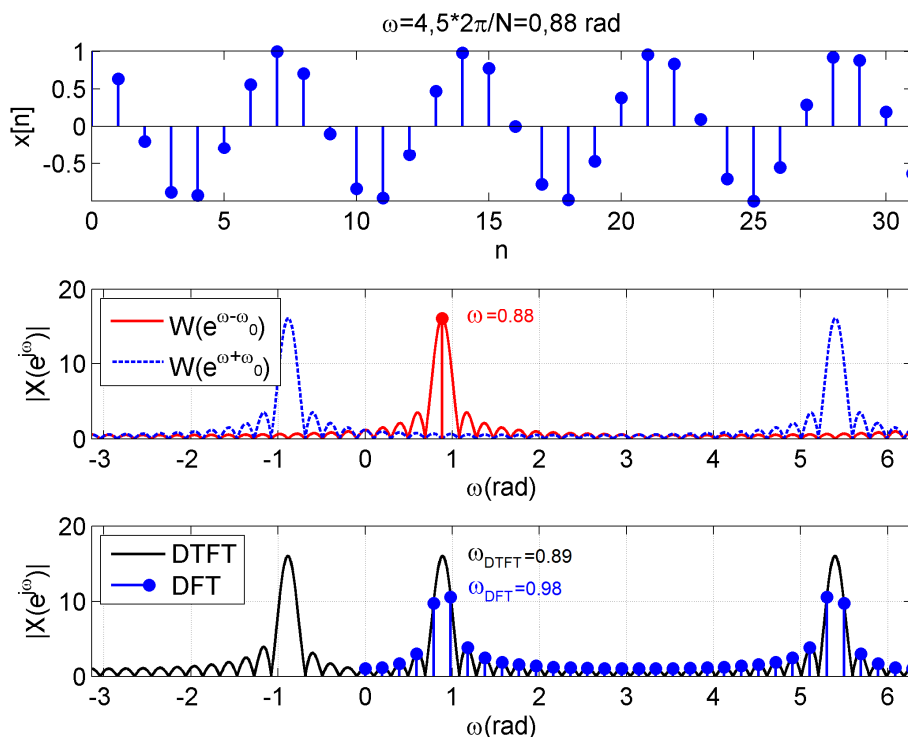 ω=4,5*2π/N=0,88 rad
x[n]
1
0.5
0
-0.5
0 5 10 15 20 25 30
n
|X(e^jω)|
20
10
0
W(e^ω-ω₀)
W(e^ω+ω₀)
ω=0.88
-3 -2 -1 0 1 2 3 4 5 6
ω(rad)
|X(e^jω)|
20
10
0
DTFT
DFT
ω_DTFT=0.89
ω_DFT=0.98
-3 -2 -1 0 1 2 3 4 5 6
ω(rad)